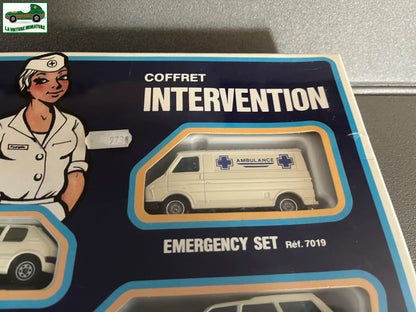 LA VOITURE MINIATURE
COFFRET
INTERVENTION
AMBULANCE
EMERGENCY SET Réf. 7019